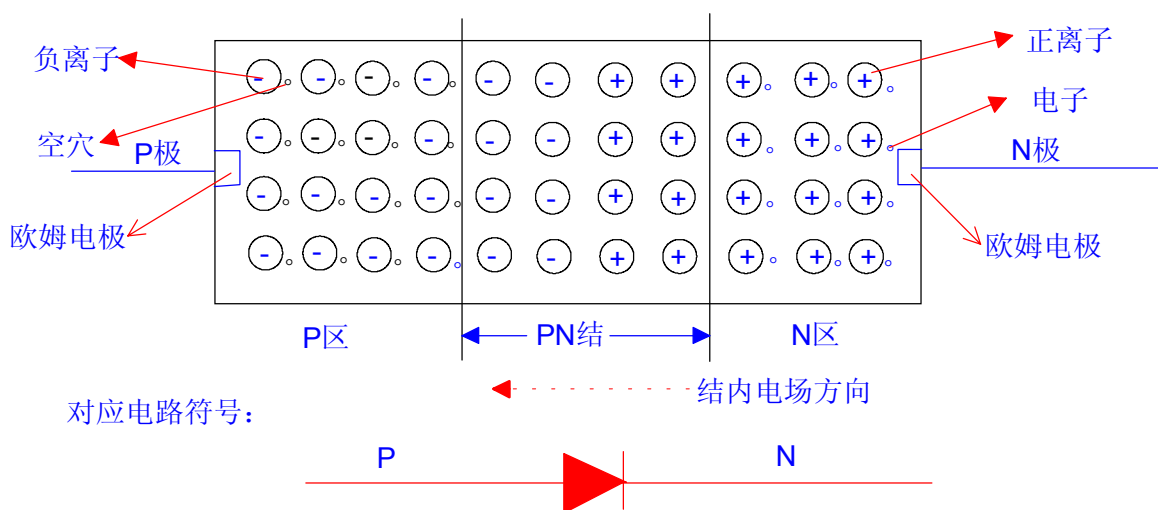 负离子
正离子
电子
空穴
P极
N极
欧姆电极
欧姆电极
- - - - - - + + + + +
- - - - - - + + + + +
- - - - - - + + + + +
- - - - - - + + + + +
P区
PN结
N区
结内电场方向
对应电路符号:
P
N